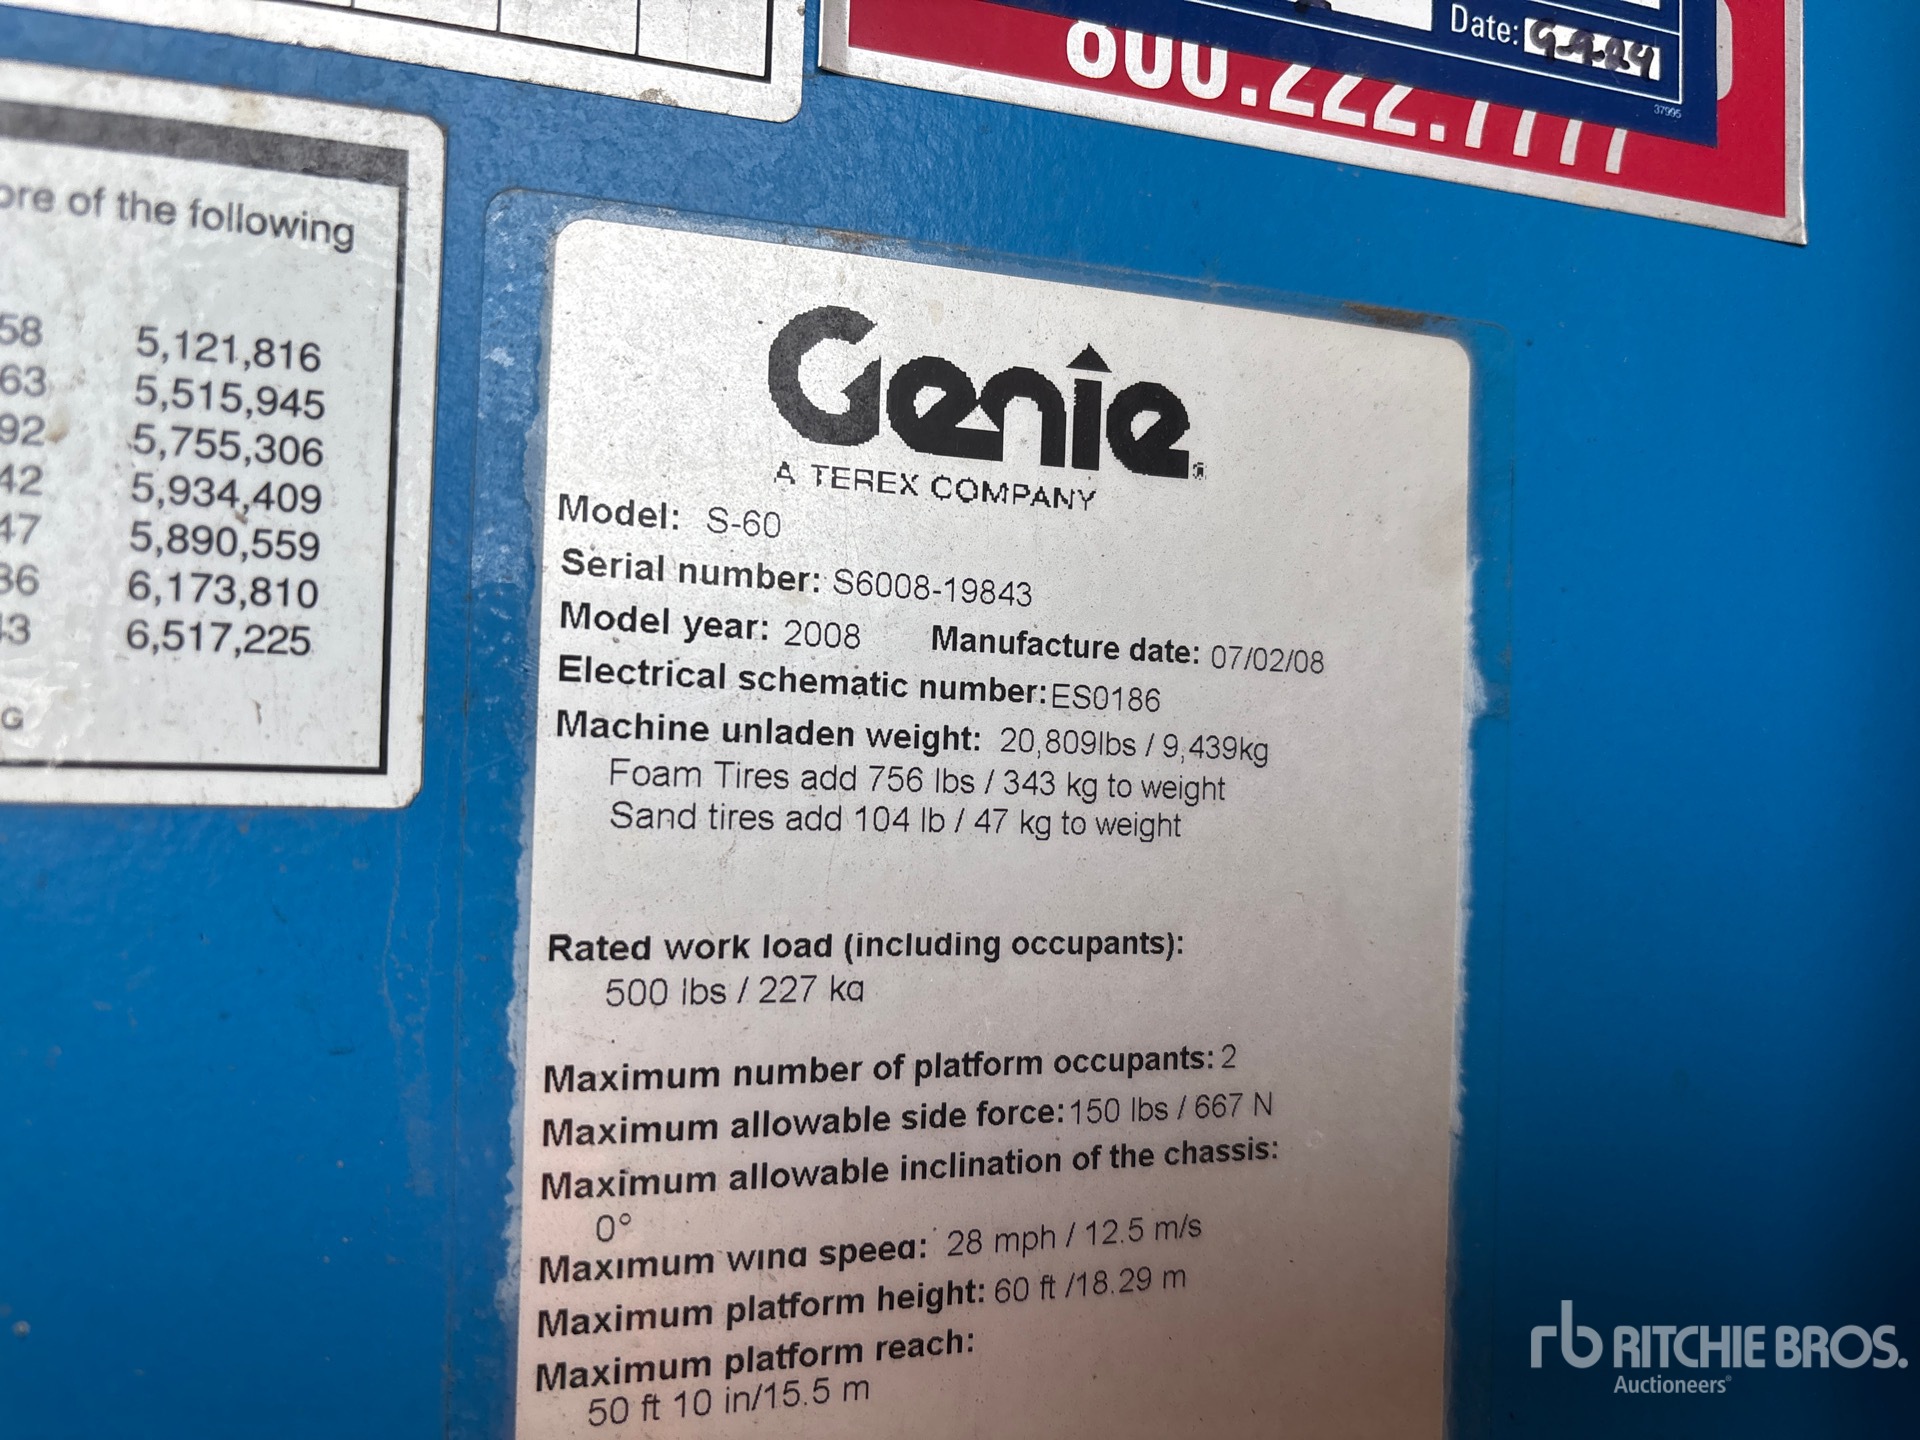 Date: 9-9-24
800.222.7777
37995
ore of the following
58 5,121,816
63 5,515,945
92 5,755,306
42 5,934,409
47 5,890,559
36 6,173,810
43 6,517,225
G
Genie
A TEREX COMPANY
Model: S-60
Serial number: S6008-19843
Model year: 2008 Manufacture date: 07/02/08
Electrical schematic number: ES0186
Machine unladen weight: 20,809lbs / 9,439kg
Foam Tires add 756 lbs / 343 kg to weight
Sand tires add 104 lb / 47 kg to weight
Rated work load (including occupants):
500 lbs / 227 kg
Maximum number of platform occupants: 2
Maximum allowable side force: 150 lbs / 667 N
Maximum allowable inclination of the chassis:
0°
Maximum wind speed: 28 mph / 12.5 m/s
Maximum platform height: 60 ft /18.29 m
Maximum platform reach:
50 ft 10 in/15.5 m
rb RITCHIE BROS.
Auctioneers